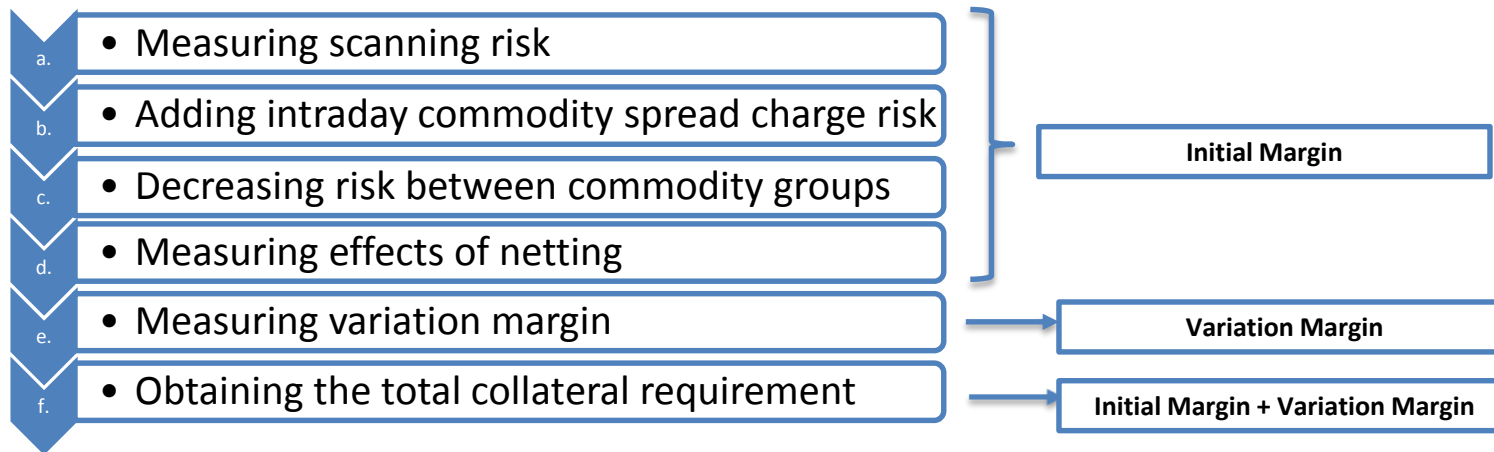 a.
• Measuring scanning risk
b.
• Adding intraday commodity spread charge risk
c.
• Decreasing risk between commodity groups
d.
• Measuring effects of netting
Initial Margin
e.
• Measuring variation margin
Variation Margin
f.
• Obtaining the total collateral requirement
Initial Margin + Variation Margin